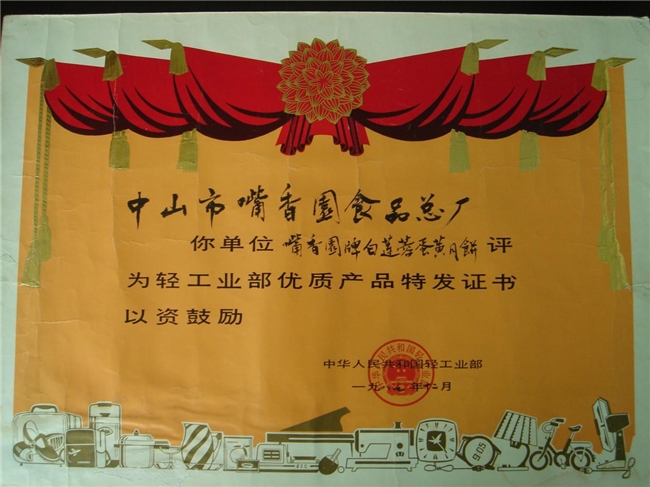 中山市嘴香园食品总厂
你单位 嘴香园牌白莲蓉蛋黄月餅 评
为轻工业部优质产品特发证书
以资鼓励
中华人民共和国轻工业部